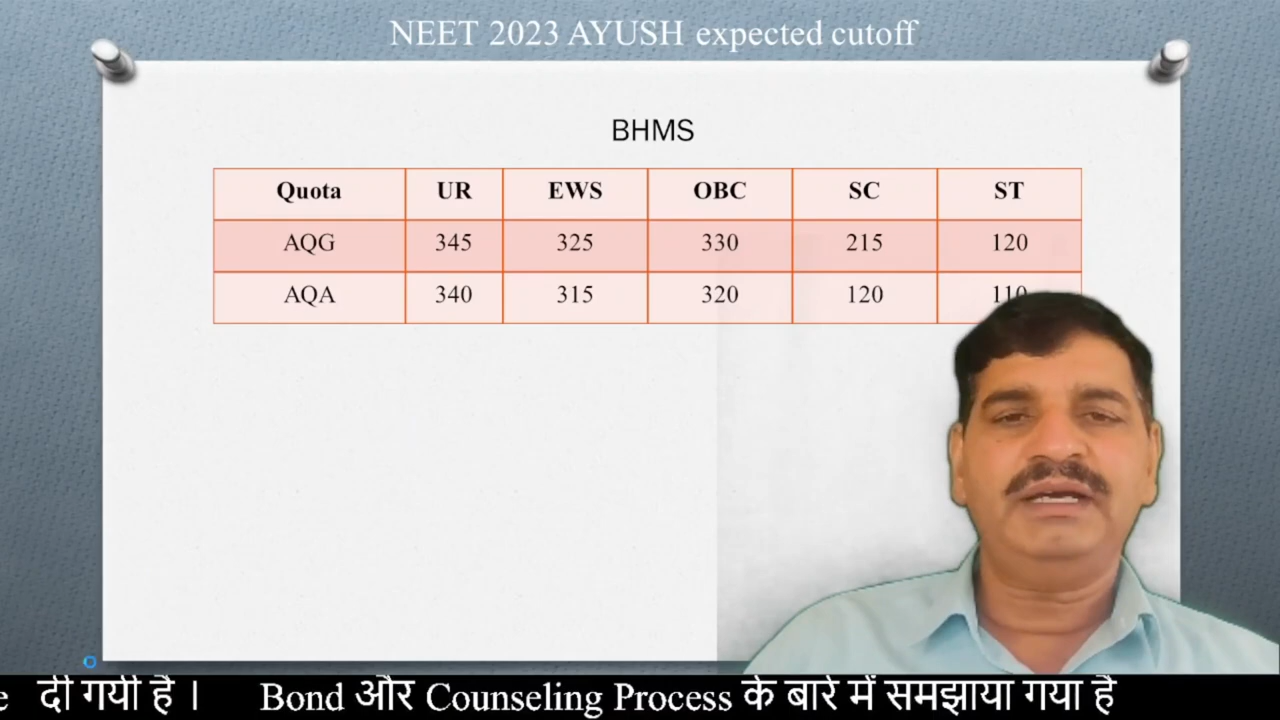 NEET 2023 AYUSH expected cutoff
BHMS
Quota UR EWS OBC SC ST
AQG 345 325 330 215 120
AQA 340 315 320 120 110
e दी गयी है । Bond और Counseling Process के बारे में समझाया गया है